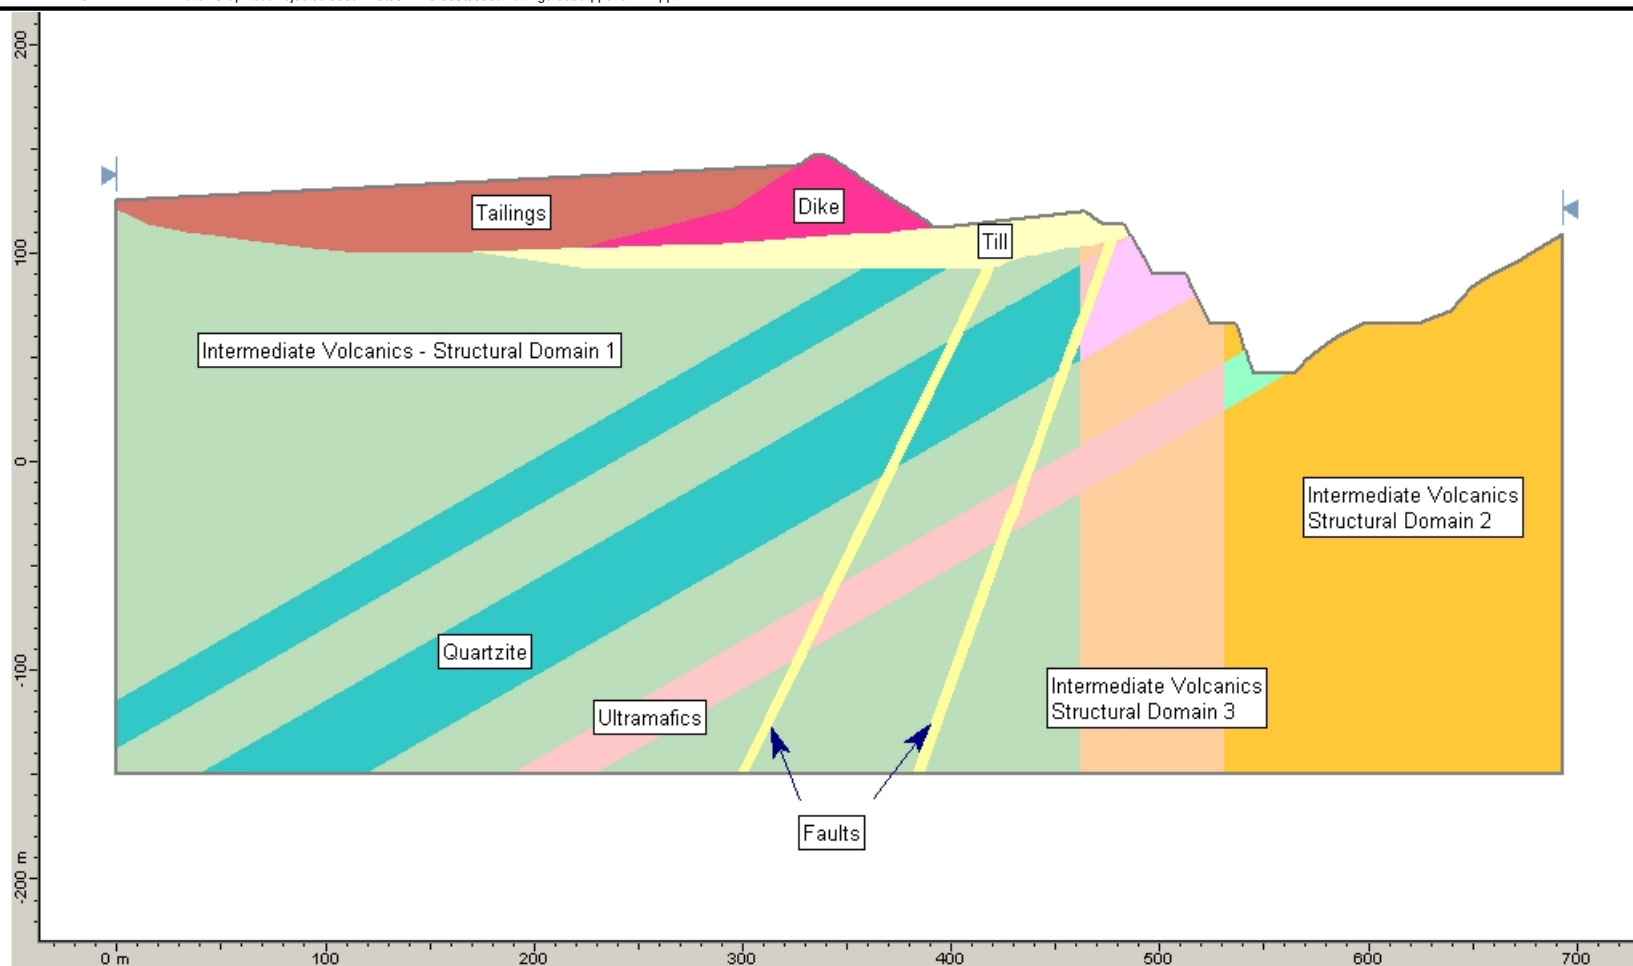 200
100
0
-100
-200 m
Tailings
Dike
Till
Intermediate Volcanics - Structural Domain 1
Intermediate Volcanics
Structural Domain 2
Quartzite
Ultramafics
Intermediate Volcanics
Structural Domain 3
Faults
0 m 100 200 300 400 500 600 700